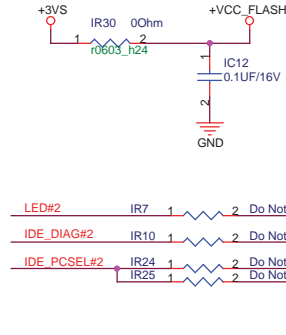 +3VS +VCC_FLASH
IR30 0Ohm
1 2
r0603_h24
1
IC12
0.1UF/16V
2
GND
LED#2 IR7 1 2 Do Not
IDE_DIAG#2 IR10 1 2 Do Not
IDE_PCSEL#2 IR24 1 2 Do Not
IR25 1 2 Do Not